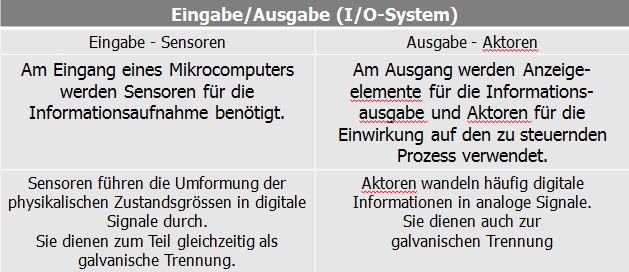 Eingabe/Ausgabe (I/O-System)
Eingabe - Sensoren
Ausgabe - Aktoren
Am Eingang eines Mikrocomputers
werden Sensoren für die
Informationsaufnahme benötigt.
Am Ausgang werden Anzeige-
elemente für die Informations-
ausgabe und Aktoren für die
Einwirkung auf den zu steuernden
Prozess verwendet.
Sensoren führen die Umformung der
physikalischen Zustandsgrössen in digitale
Signale durch.
Sie dienen zum Teil gleichzeitig als
galvanische Trennung.
Aktoren wandeln häufig digitale
Informationen in analoge Signale.
Sie dienen auch zur
galvanischen Trennung